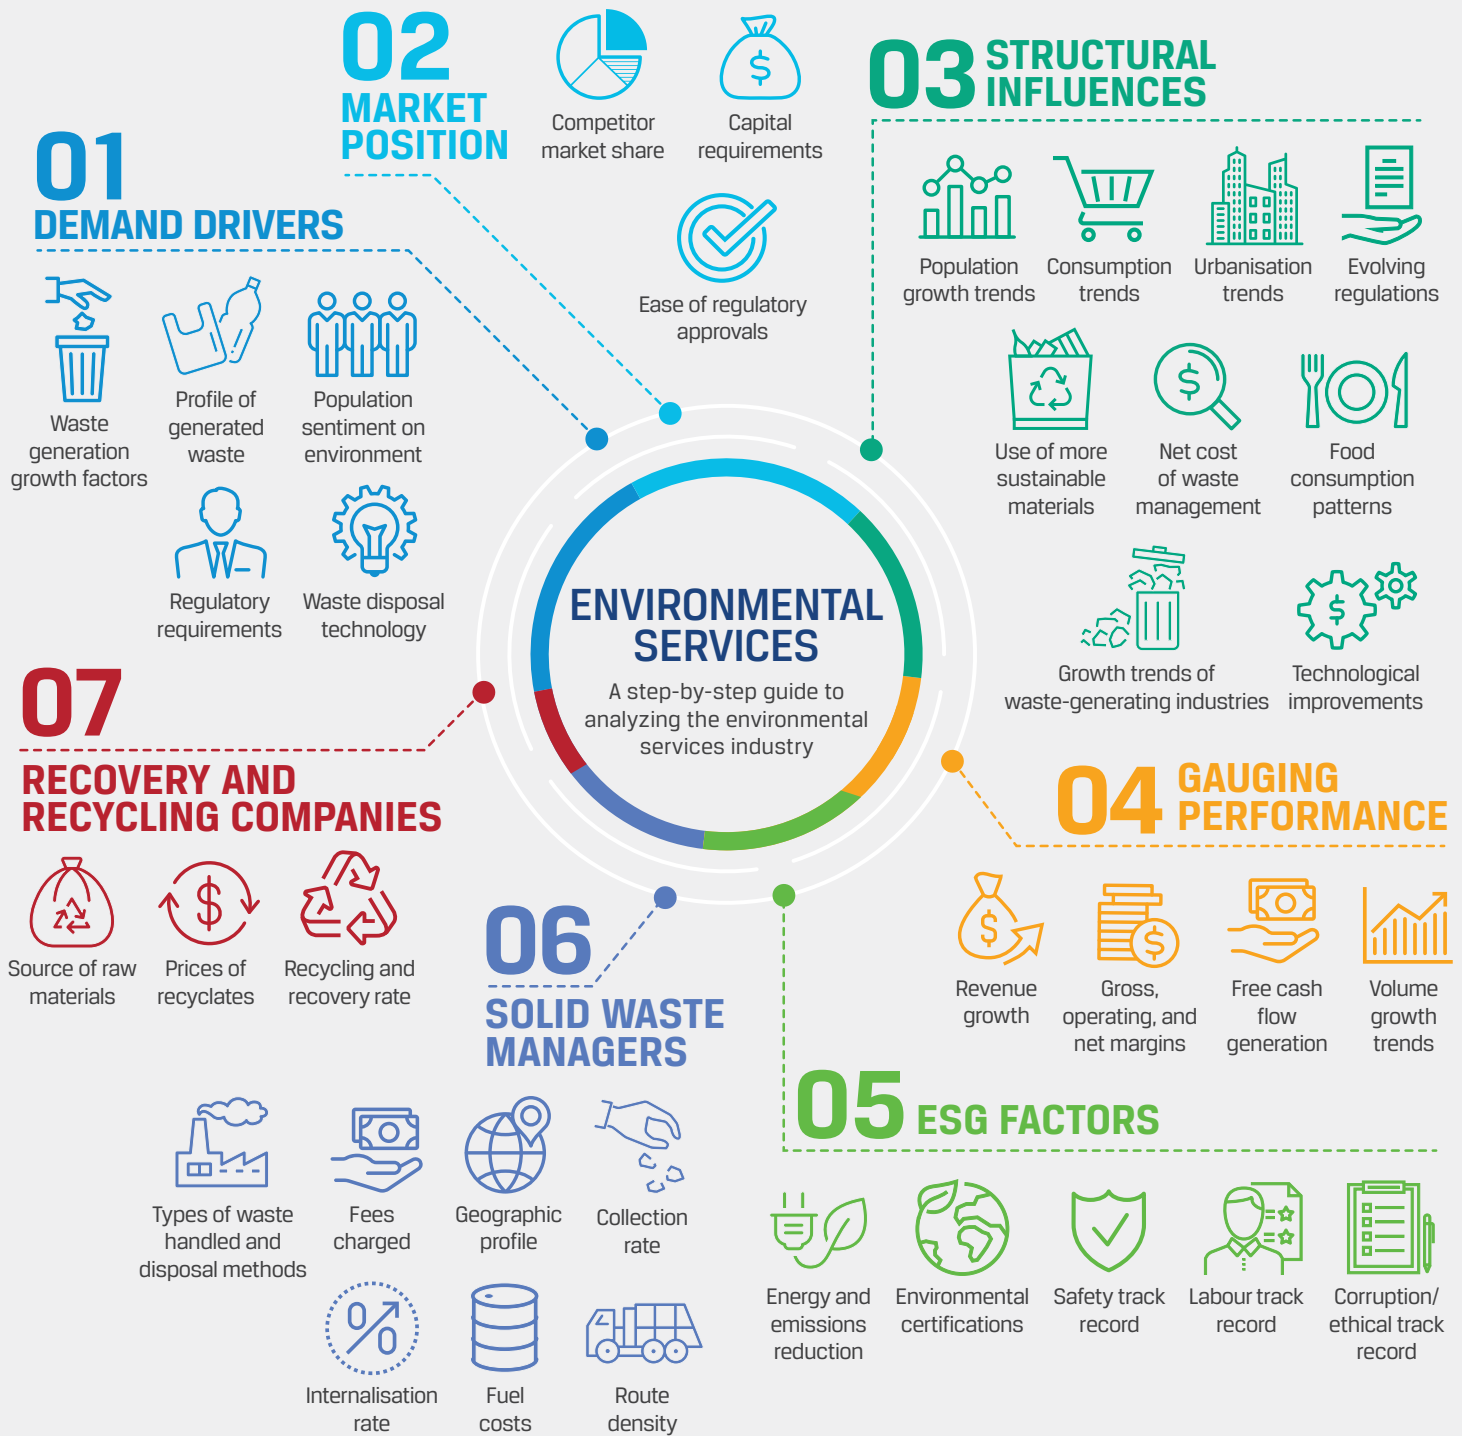 ENVIRONMENTAL
SERVICES
A step-by-step guide to
analyzing the environmental
services industry
01
DEMAND DRIVERS
Waste
generation
growth factors
Profile of
generated
waste
Population
sentiment on
environment
Regulatory
requirements
Waste disposal
technology
02
MARKET
POSITION
Competitor
market share
Capital
requirements
Ease of regulatory
approvals
03
STRUCTURAL
INFLUENCES
Population
growth trends
Consumption
trends
Urbanisation
trends
Evolving
regulations
Use of more
sustainable
materials
Net cost
of waste
management
Food
consumption
patterns
Growth trends of
waste-generating industries
Technological
improvements
04
GAUGING
PERFORMANCE
Revenue
growth
Gross,
operating, and
net margins
Free cash
flow
generation
Volume
growth
trends
05
ESG FACTORS
Energy and
emissions
reduction
Environmental
certifications
Safety track
record
Labour track
record
Corruption/
ethical track
record
06
SOLID WASTE
MANAGERS
Types of waste
handled and
disposal methods
Fees
charged
Geographic
profile
Collection
rate
Internalisation
rate
Fuel
costs
Route
density
07
RECOVERY AND
RECYCLING COMPANIES
Source of raw
materials
Prices of
recyclates
Recycling and
recovery rate